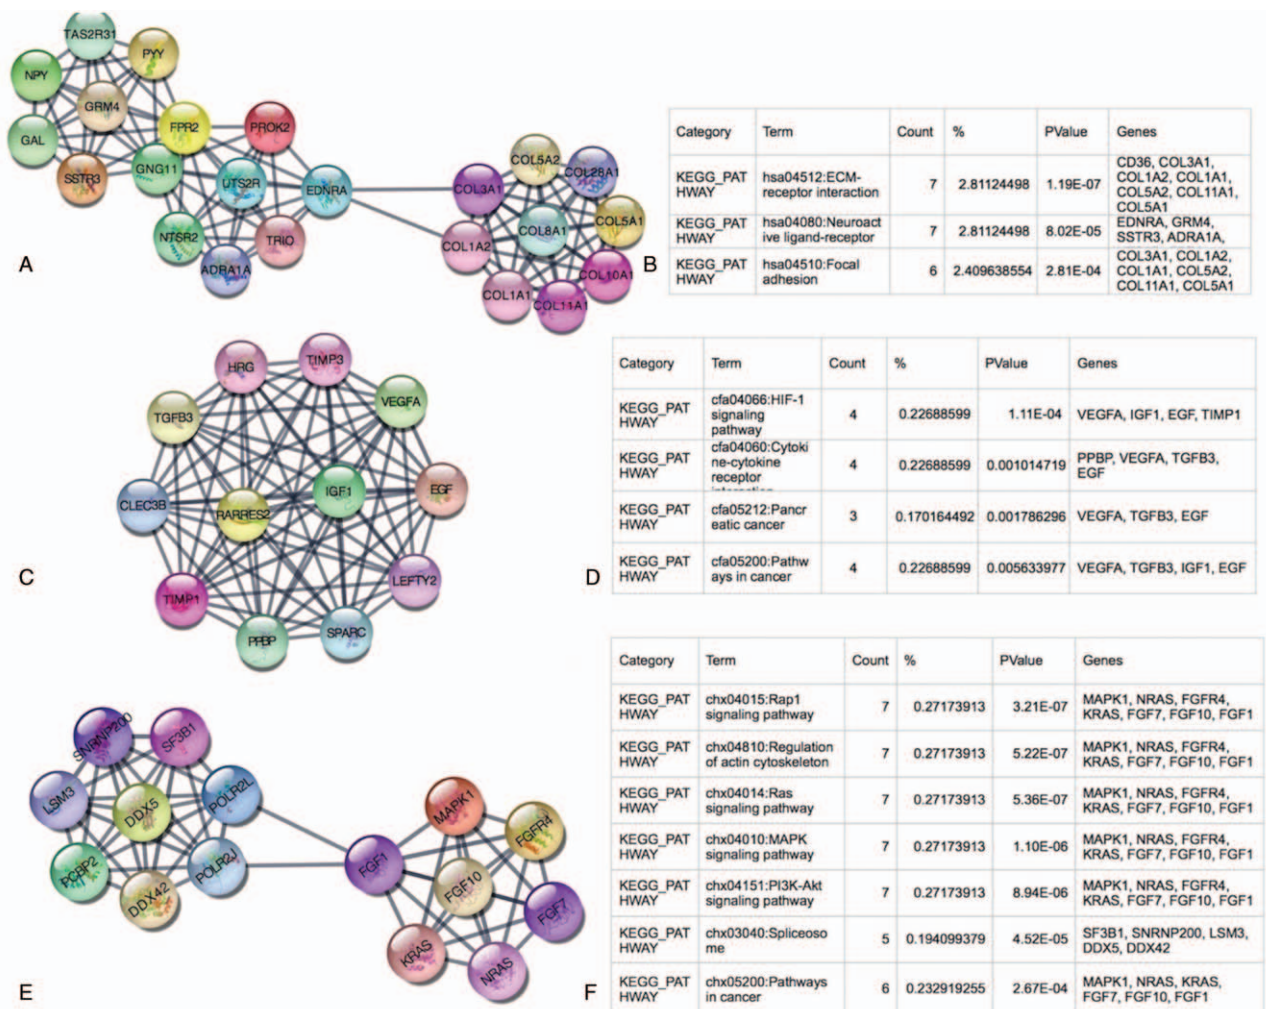 TAS2R31
PYY
NPY
GRM4
FPR2
PROK2
GAL
GNG11
SSTR3
UTS2R
EDNRA
NTSR2
TRIO
ADRA1A
COL5A2
COL28A1
COL3A1
COL5A1
COL8A1
COL1A2
COL10A1
COL1A1
COL11A1
A
B
Category Term Count % PValue Genes
KEGG_PAT
HWAY
hsa04512:ECM-
receptor interaction
7 2.81124498 1.19E-07
CD36, COL3A1,
COL1A2, COL1A1,
COL5A2, COL11A1,
COL5A1
KEGG_PAT
HWAY
hsa04080:Neuroact
ive ligand-receptor
7 2.81124498 8.02E-05
EDNRA, GRM4,
SSTR3, ADRA1A,
KEGG_PAT
HWAY
hsa04510:Focal
adhesion
6 2.409638554 2.81E-04
COL3A1, COL1A2,
COL1A1, COL5A2,
COL11A1, COL5A1
HRG
TIMP3
VEGFA
TGFB3
IGF1
EGF
CLEC3B
RARRES2
LEFTY2
TIMP1
PPBP
SPARC
C
D
Category Term Count % PValue Genes
KEGG_PAT
HWAY
cfa04066:HIF-1
signaling
pathway
4 0.22688599 1.11E-04 VEGFA, IGF1, EGF, TIMP1
KEGG_PAT
HWAY
cfa04060:Cytoki
ne-cytokine
receptor
4 0.22688599 0.001014719
PPBP, VEGFA, TGFB3,
EGF
KEGG_PAT
HWAY
cfa05212:Pancr
eatic cancer
3 0.170164492 0.001786296 VEGFA, TGFB3, EGF
KEGG_PAT
HWAY
cfa05200:Pathw
ays in cancer
4 0.22688599 0.005633977 VEGFA, TGFB3, IGF1, EGF
SNRNP200
SF3B1
LSM3
DDX5
POLR2L
PCBP2
POLR2J
DDX42
MAPK1
FGFR4
FGF1
FGF10
FGF7
KRAS
NRAS
E
F
Category Term Count % PValue Genes
KEGG_PAT
HWAY
chx04015:Rap1
signaling pathway
7 0.27173913 3.21E-07
MAPK1, NRAS, FGFR4,
KRAS, FGF7, FGF10, FGF1
KEGG_PAT
HWAY
chx04810:Regulation
of actin cytoskeleton
7 0.27173913 5.22E-07
MAPK1, NRAS, FGFR4,
KRAS, FGF7, FGF10, FGF1
KEGG_PAT
HWAY
chx04014:Ras
signaling pathway
7 0.27173913 5.36E-07
MAPK1, NRAS, FGFR4,
KRAS, FGF7, FGF10, FGF1
KEGG_PAT
HWAY
chx04010:MAPK
signaling pathway
7 0.27173913 1.10E-06
MAPK1, NRAS, FGFR4,
KRAS, FGF7, FGF10, FGF1
KEGG_PAT
HWAY
chx04151:PI3K-Akt
signaling pathway
7 0.27173913 8.94E-06
MAPK1, NRAS, FGFR4,
KRAS, FGF7, FGF10, FGF1
KEGG_PAT
HWAY
chx03040:Spliceoso
me
5 0.194099379 4.52E-05
SF3B1, SNRNP200, LSM3,
DDX5, DDX42
KEGG_PAT
HWAY
chx05200:Pathways
in cancer
6 0.232919255 2.67E-04
MAPK1, NRAS, KRAS,
FGF7, FGF10, FGF1